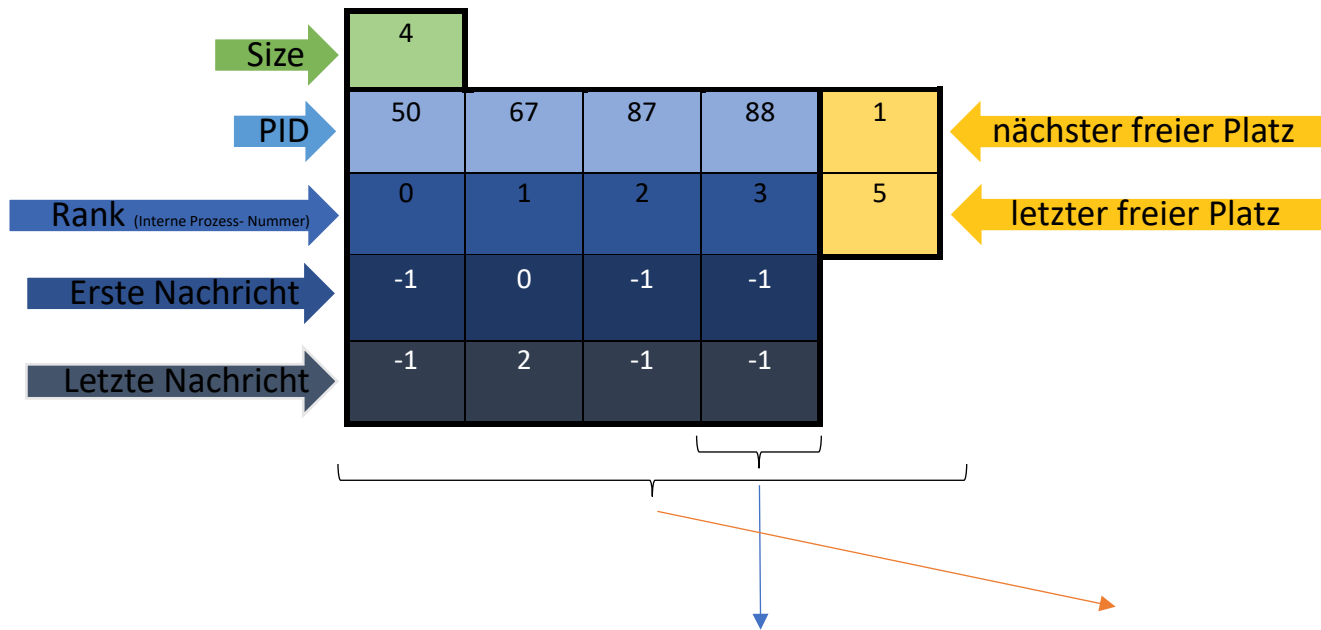 Size 4
PID 50 67 87 88 1 nächster freier Platz
Rank (Interne Prozess- Nummer) 0 1 2 3 5 letzter freier Platz
Erste Nachricht -1 0 -1 -1
Letzte Nachricht -1 2 -1 -1